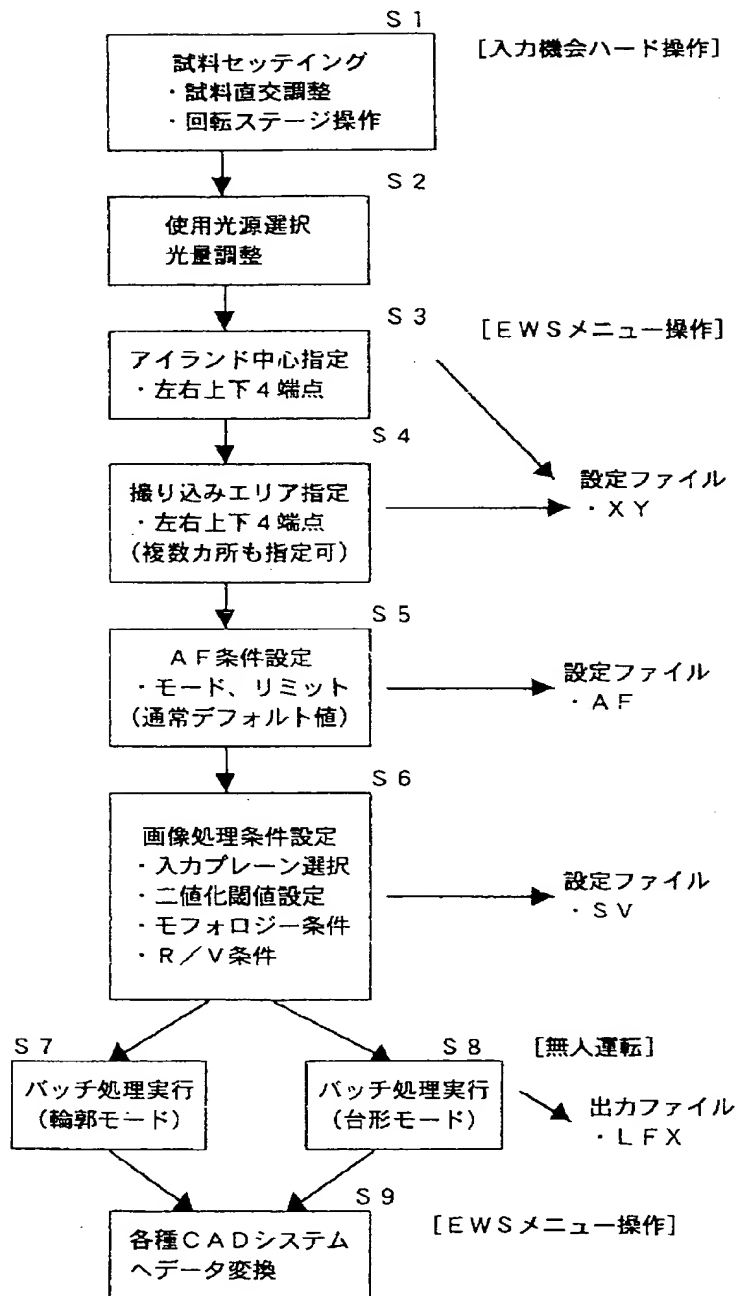 S1
[入力機会ハード操作]
試料セッテイング
・試料直交調整
・回転ステージ操作
S2
使用光源選択
光量調整
S3
[EWSメニュー操作]
アイランド中心指定
・左右上下4端点
S4
撮り込みエリア指定
・左右上下4端点
(複数カ所も指定可)
設定ファイル
・XY
S5
AF条件設定
・モード、リミット
(通常デフォルト値)
設定ファイル
・AF
S6
画像処理条件設定
・入力プレーン選択
・二値化閾値設定
・モフォロジー条件
・R/V条件
設定ファイル
・SV
S7
バッチ処理実行
(輪郭モード)
S8
[無人運転]
バッチ処理実行
(台形モード)
出力ファイル
・LFX
S9
[EWSメニュー操作]
各種CADシステム
へデータ変換